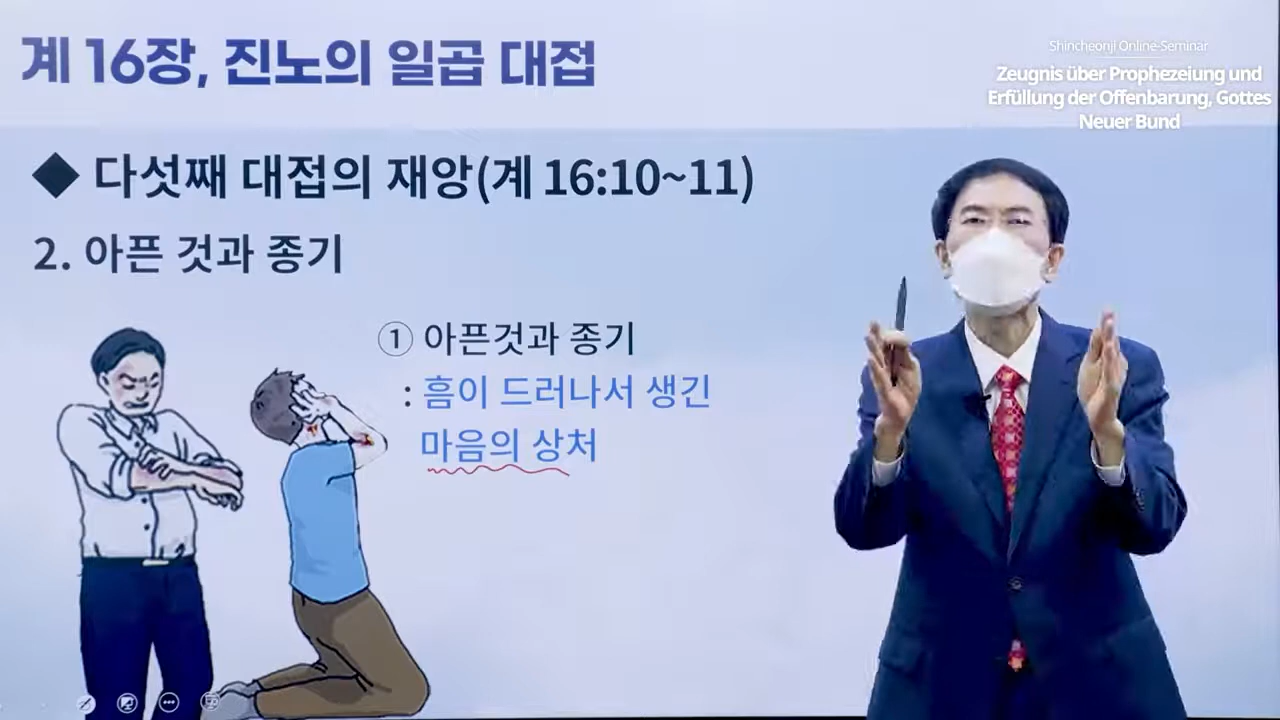 계 16장, 진노의 일곱 대접
Shincheonji Online-Seminar
Zeugnis über Prophezeiung und
Erfüllung der Offenbarung, Gottes
Neuer Bund
◆ 다섯째 대접의 재앙(계 16:10~11)
2. 아픈 것과 종기
① 아픈것과 종기
: 흠이 드러나서 생긴
마음의 상처